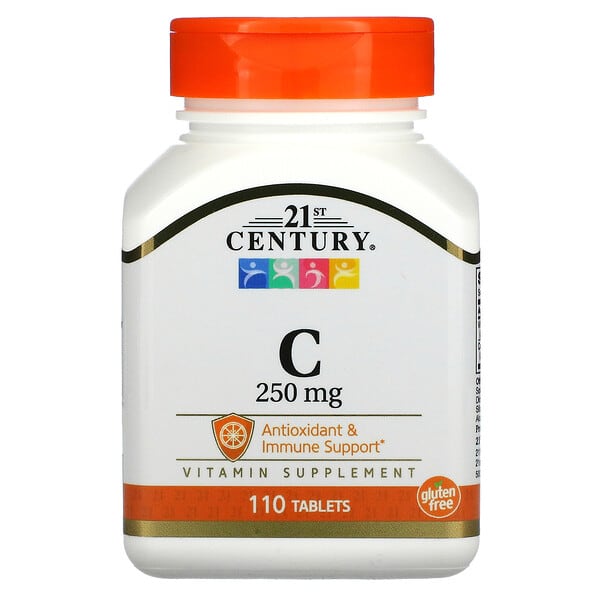 21ST
CENTURY®
C
250 mg
Antioxidant &
Immune Support*
VITAMIN SUPPLEMENT
110 TABLETS
gluten
free